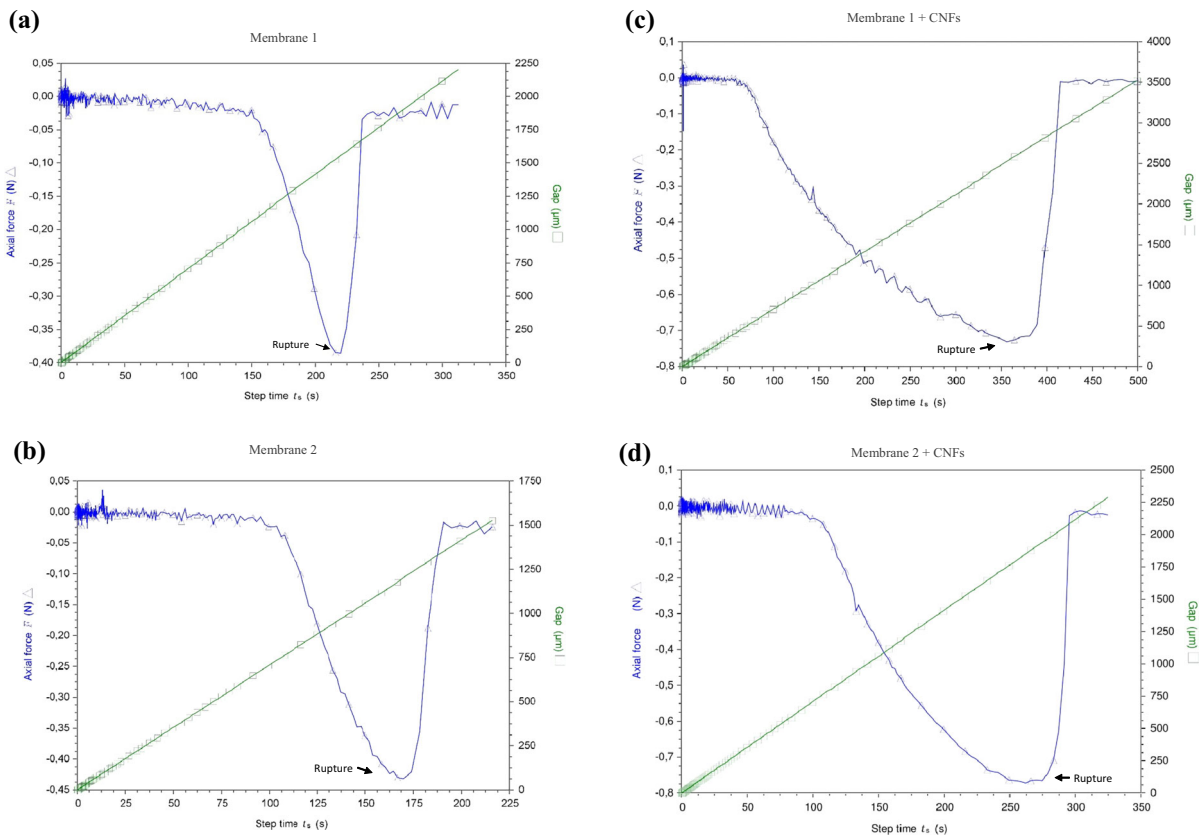 (a)
Membrane 1
0,05
0,00
-0,05
-0,10
-0,15
-0,20
-0,25
-0,30
-0,35
-0,40
Axial force F (N) △
2250
2000
1750
1500
1250
1000
750
500
250
0
Gap (µm) □
Rupture
0 50 100 150 200 250 300 350
Step time ts (s)
(c)
Membrane 1 + CNFs
0,1
0,0
-0,1
-0,2
-0,3
-0,4
-0,5
-0,6
-0,7
-0,8
Axial force F (N) △
4000
3500
3000
2500
2000
1500
1000
500
0
Gap (µm)
Rupture
0 50 100 150 200 250 300 350 400 450 500
Step time ts (s)
(b)
Membrane 2
0,05
0,00
-0,05
-0,10
-0,15
-0,20
-0,25
-0,30
-0,35
-0,40
-0,45
Axial force F (N) △
1750
1500
1250
1000
750
500
250
0
Gap (µm)
Rupture
0 25 50 75 100 125 150 175 200 225
Step time ts (s)
(d)
Membrane 2 + CNFs
0,1
0,0
-0,1
-0,2
-0,3
-0,4
-0,5
-0,6
-0,7
-0,8
Axial force (N) △
2500
2250
2000
1750
1500
1250
1000
750
500
250
0
Gap (µm) □
Rupture
0 50 100 150 200 250 300 350
Step time ts (s)